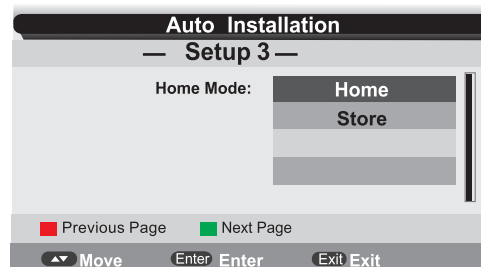 Auto Installation
— Setup 3 —
Home Mode: Home
Store
Previous Page Next Page
Move Enter Enter Exit Exit